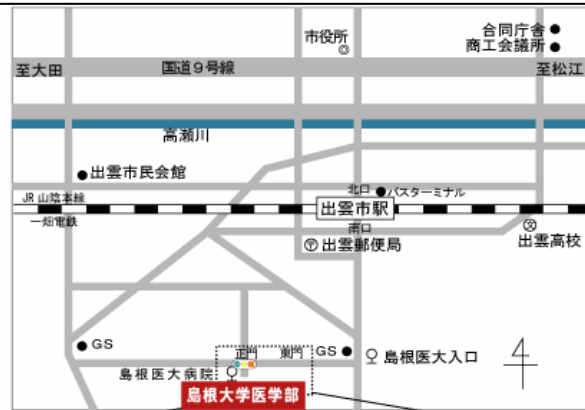 市役所
合同庁舎
商工会議所
至大田
国道9号線
至松江
高瀬川
出雲市民会館
北口
バスターミナル
JR山陰本線
出雲市駅
一畑電鉄
南口
出雲郵便局
文
出雲高校
GS
正門
東門
GS
島根医大入口
島根医大病院
島根大学医学部